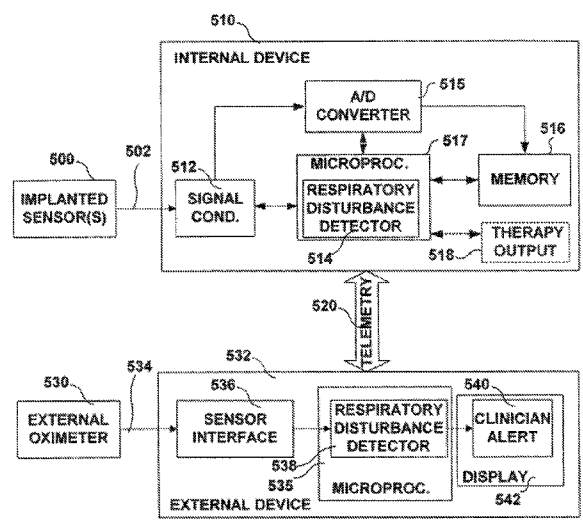 510
INTERNAL DEVICE
515
A/D
CONVERTER
517
516
500
502
512
MICROPROC.
MEMORY
IMPLANTED
SENSOR(S)
SIGNAL
COND.
RESPIRATORY
DISTURBANCE
DETECTOR
514
THERAPY
OUTPUT
518
520
TELEMETRY
532
530
534
536
540
EXTERNAL
OXIMETER
SENSOR
INTERFACE
RESPIRATORY
DISTURBANCE
DETECTOR
CLINICIAN
ALERT
538
535
MICROPROC.
DISPLAY
542
EXTERNAL DEVICE